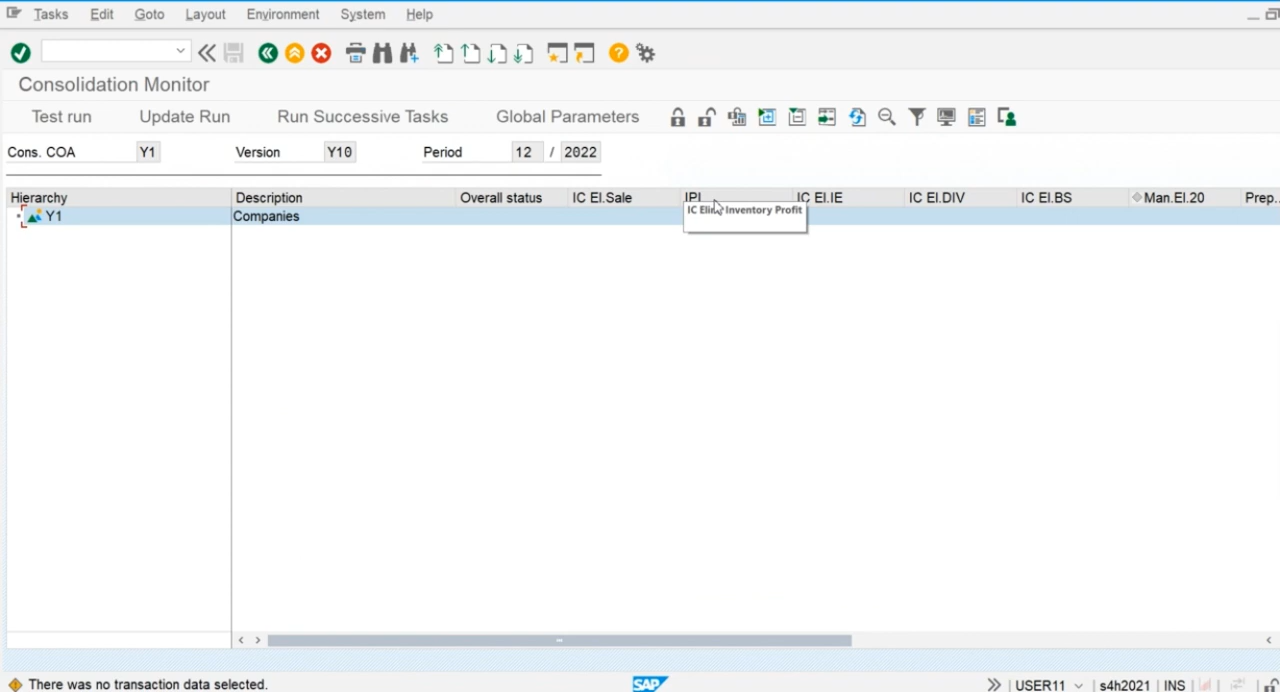 Tasks Edit Goto Layout Environment System Help
Consolidation Monitor
Test run Update Run Run Successive Tasks Global Parameters
Cons. COA Y1 Version Y10 Period 12 / 2022
Hierarchy Description Overall status IC El.Sale IPI IC El.IE IC El.DIV IC El.BS Man.El.20 Prep..
Y1 Companies
IC Elim Inventory Profit
There was no transaction data selected. SAP USER11 s4h2021 INS